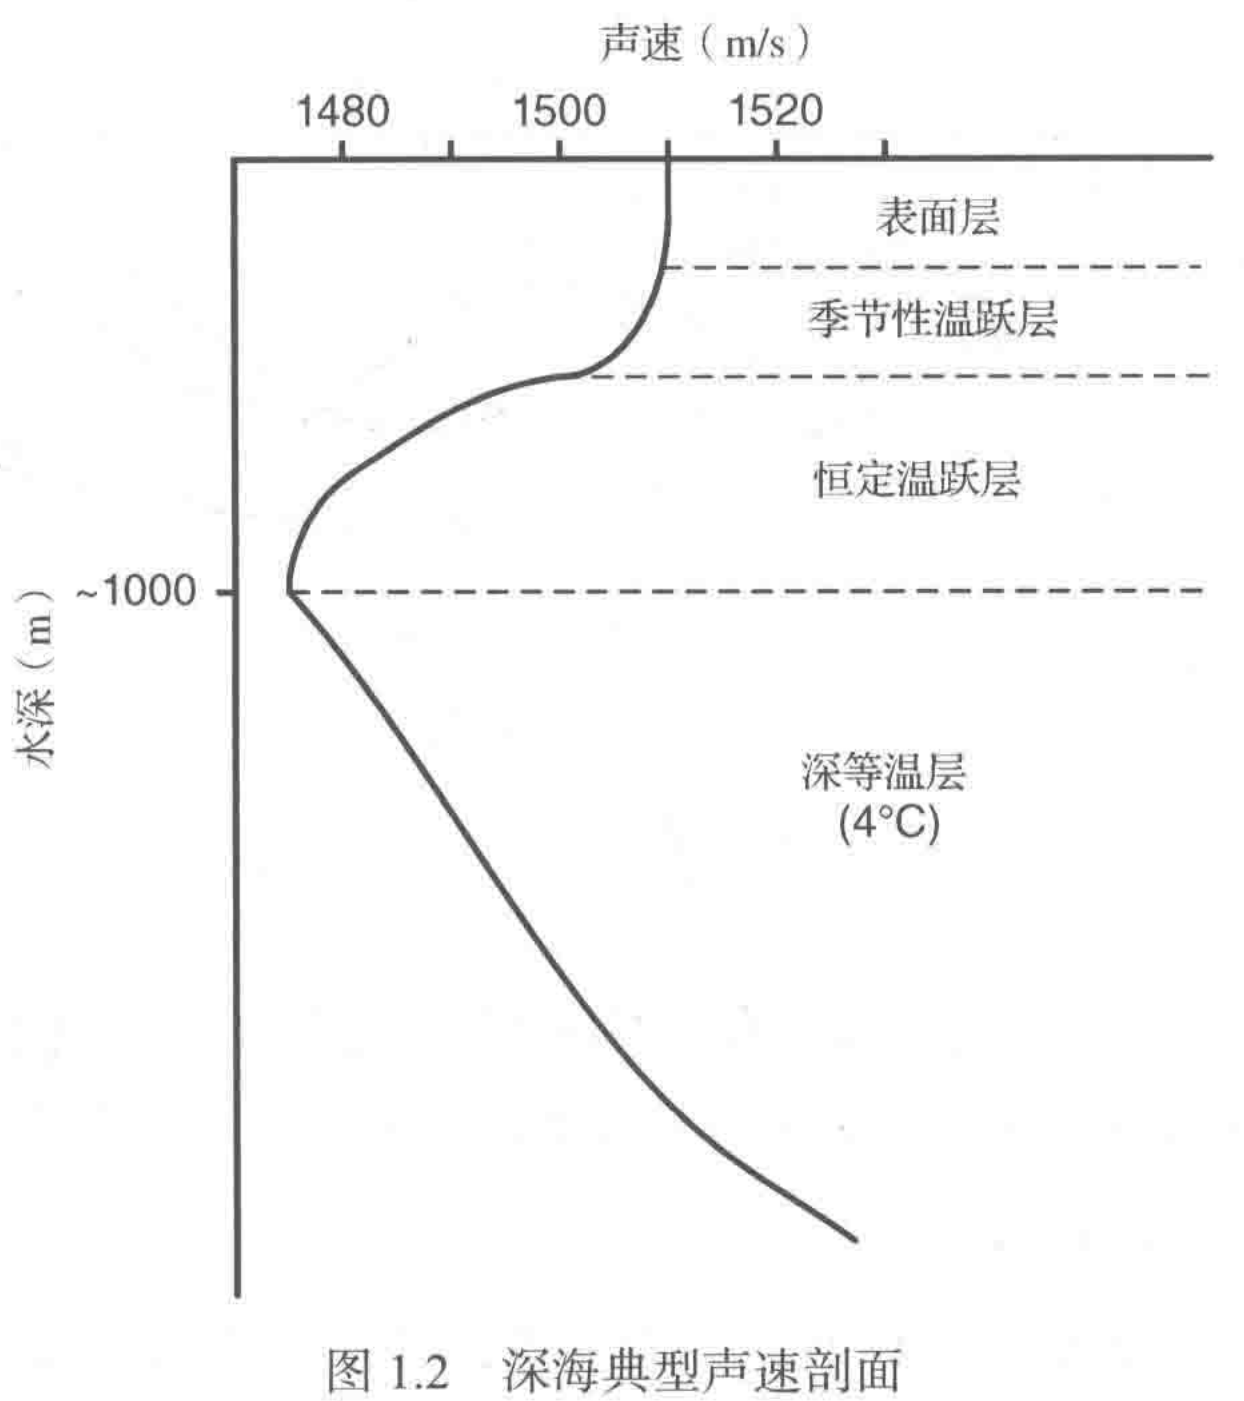 声速（m/s）
1480 1500 1520
表面层
季节性温跃层
恒定温跃层
~1000
水深（m）
深等温层
(4°C)
图 1.2 深海典型声速剖面